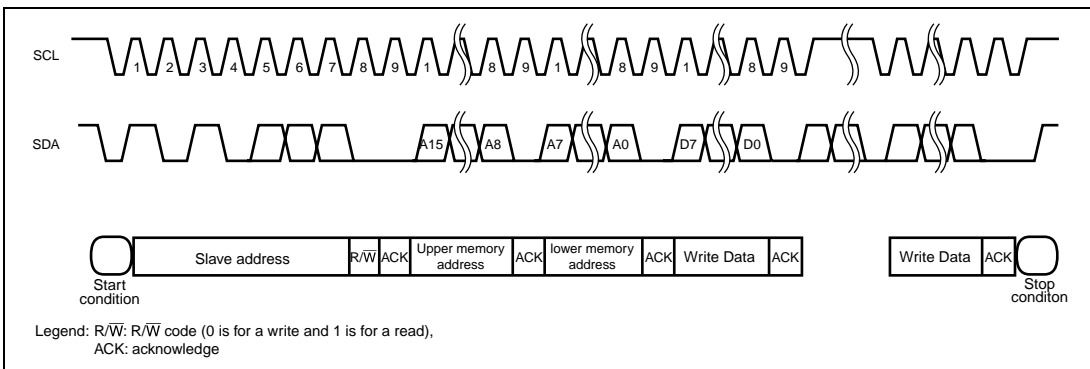 SCL 1 2 3 4 5 6 7 8 9 1 8 9 1 8 9 1 8 9
SDA A15 A8 A7 A0 D7 D0
Slave address R/W̅ ACK Upper memory address ACK lower memory address ACK Write Data ACK Write Data ACK
Start condition
Stop conditon
Legend: R/W̅: R/W̅ code (0 is for a write and 1 is for a read),
ACK: acknowledge